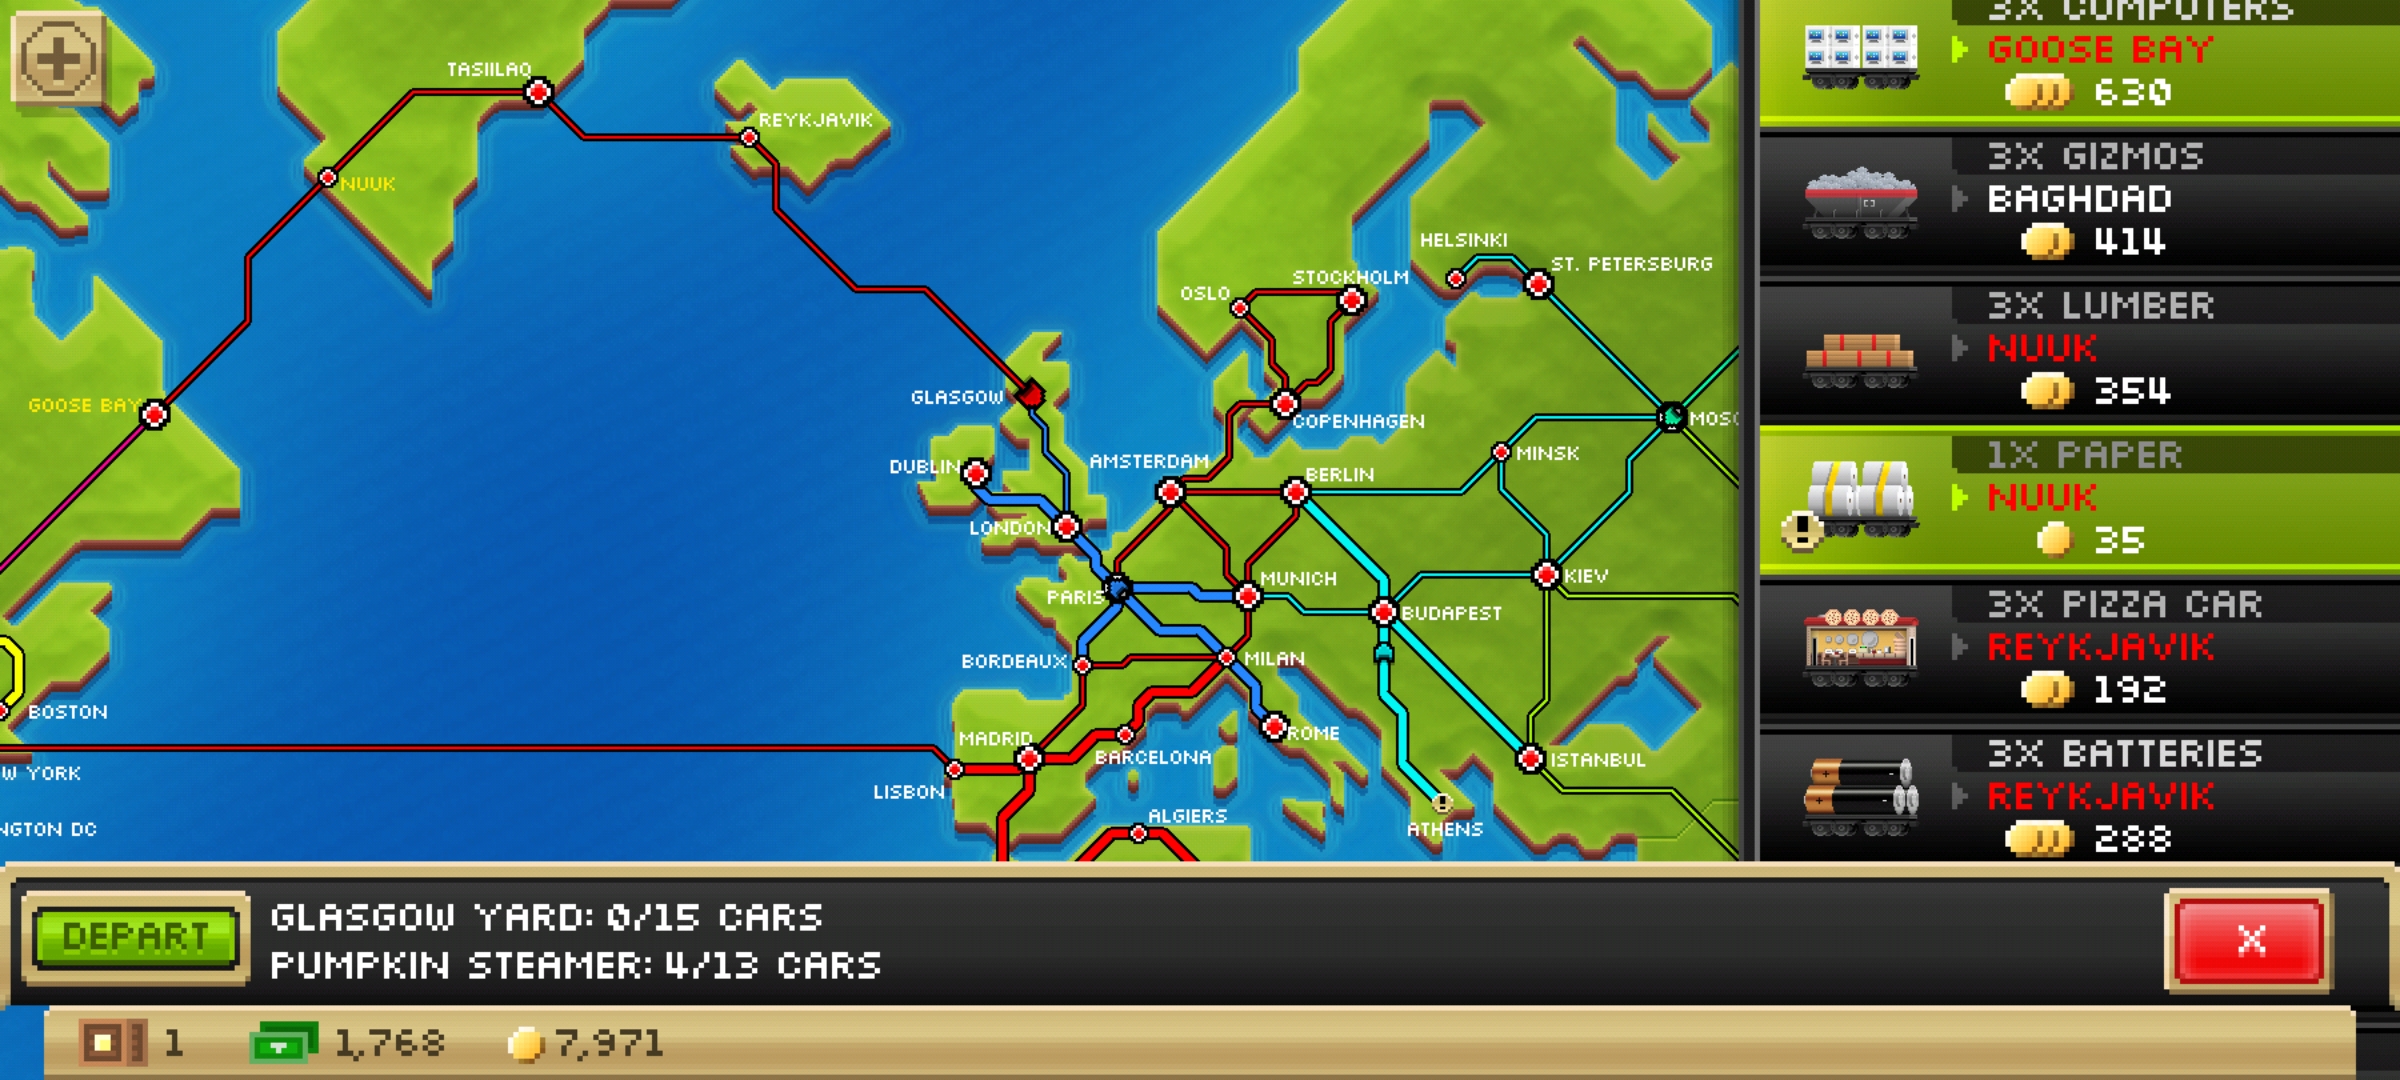 TASIILAQ
REYKJAVIK
NUUK
HELSINKI
ST. PETERSBURG
STOCKHOLM
OSLO
GOOSE BAY
GLASGOW
COPENHAGEN
MOSC
DUBLIN
AMSTERDAM
BERLIN
MINSK
LONDON
PARIS
MUNICH
KIEV
BUDAPEST
BORDEAUX
MILAN
BOSTON
MADRID
ROME
BARCELONA
ISTANBUL
W YORK
LISBON
ALGIERS
ATHENS
NGTON DC
3X COMPUTERS
GOOSE BAY
630
3X GIZMOS
BAGHDAD
414
3X LUMBER
NUUK
354
1X PAPER
NUUK
35
3X PIZZA CAR
REYKJAVIK
192
3X BATTERIES
REYKJAVIK
288
DEPART
GLASGOW YARD: 0/15 CARS
PUMPKIN STEAMER: 4/13 CARS
X
1
1,768
7,971